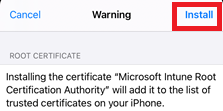 Cancel Warning Install
ROOT CERTIFICATE
Installing the certificate “Microsoft Intune Root
Certification Authority” will add it to the list of
trusted certificates on your iPhone.